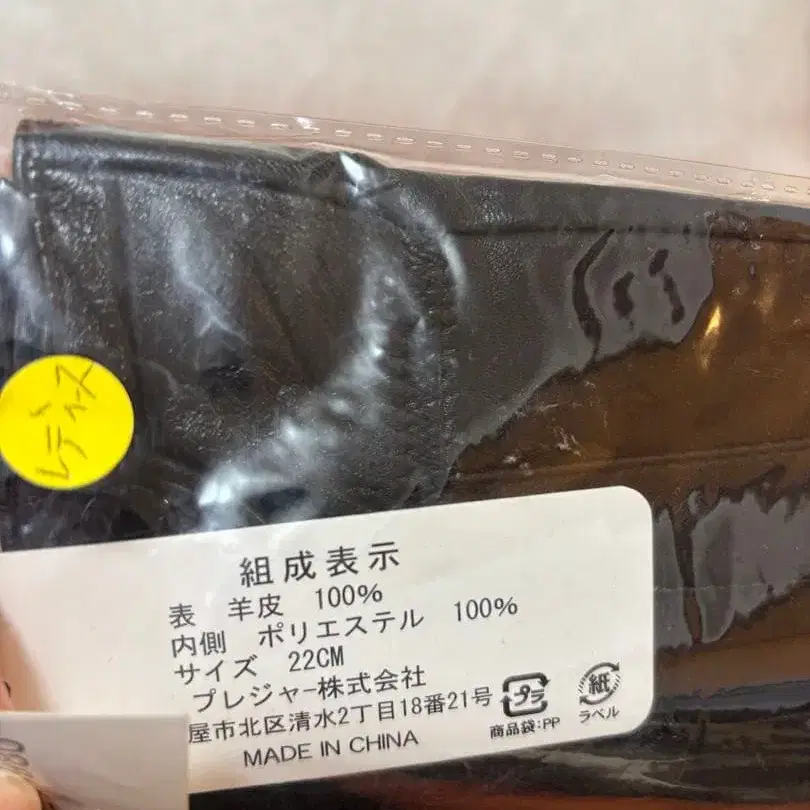 レディース
組成表示
表 羊皮 100%
内側 ポリエステル 100%
サイズ 22CM
プレジャー株式会社
屋市北区清水2丁目18番21号
MADE IN CHINA
プラ
商品袋:PP
紙
ラベル